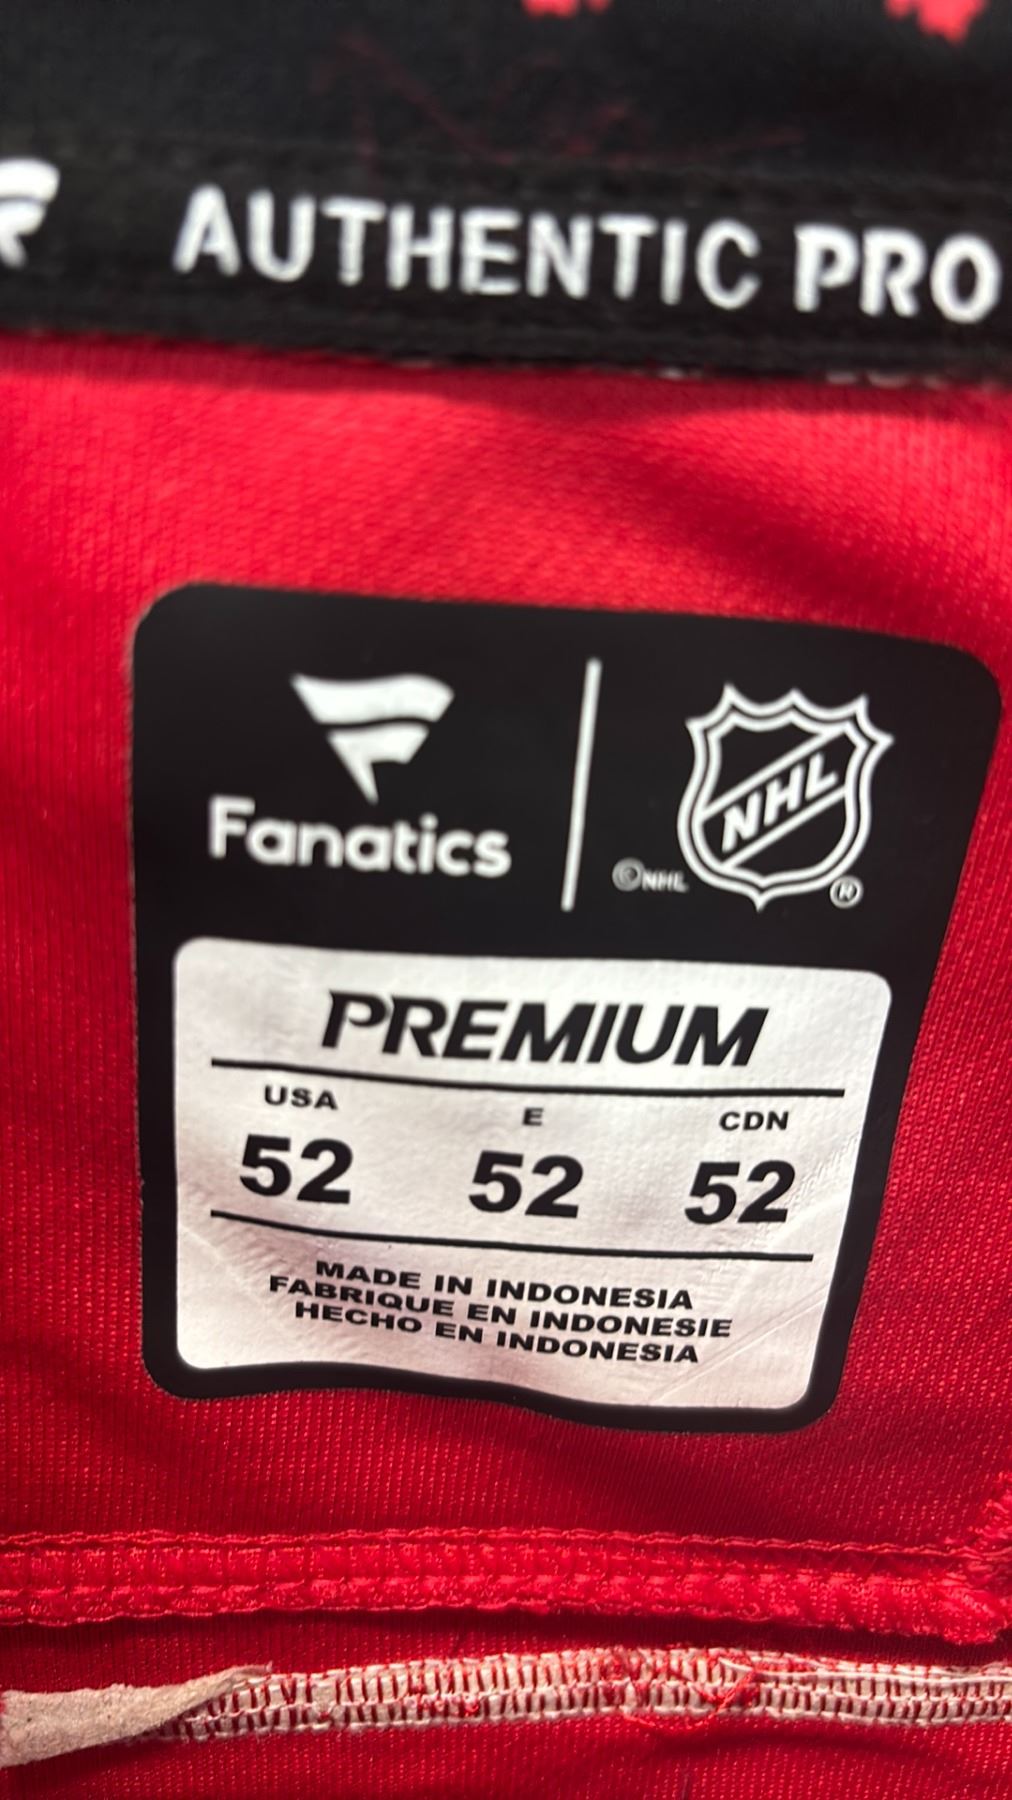 AUTHENTIC PRO
Fanatics
©NHL
NHL
®
PREMIUM
USA E CDN
52 52 52
MADE IN INDONESIA
FABRIQUE EN INDONESIE
HECHO EN INDONESIA